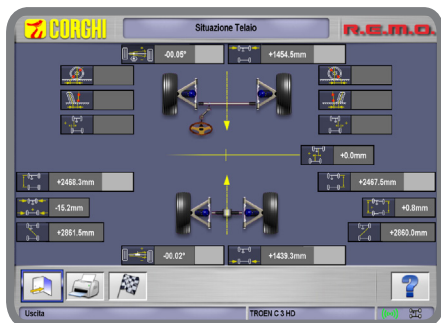 CORGHI
Situazione Telaio
R.E.M.O.
-00.05°
+1454.5mm
+0.0mm
+2468.3mm
+2467.5mm
-15.2mm
+0.8mm
+2861.5mm
+2860.0mm
-00.02°
+1439.3mm
?
Uscita
TROEN C 3 HD